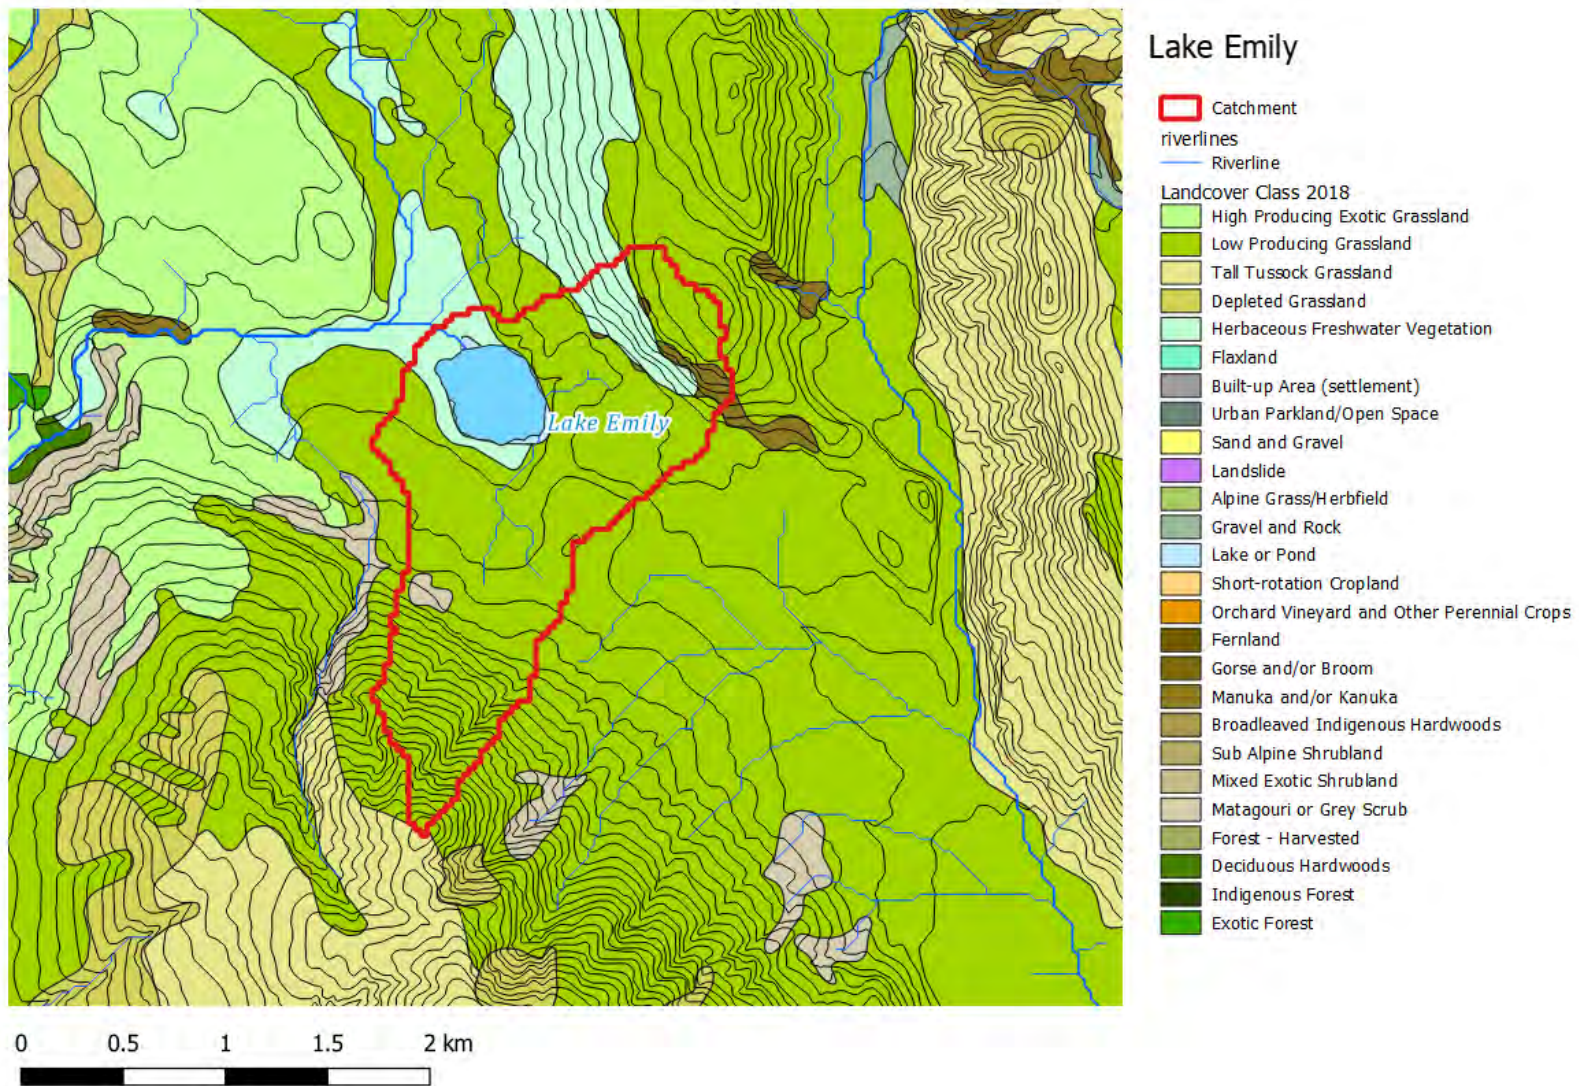 Lake Emily
Catchment
riverlines
Riverline
Landcover Class 2018
High Producing Exotic Grassland
Low Producing Grassland
Tall Tussock Grassland
Depleted Grassland
Herbaceous Freshwater Vegetation
Flaxland
Built-up Area (settlement)
Urban Parkland/Open Space
Sand and Gravel
Landslide
Alpine Grass/Herbfield
Gravel and Rock
Lake or Pond
Short-rotation Cropland
Orchard Vineyard and Other Perennial Crops
Fernland
Gorse and/or Broom
Manuka and/or Kanuka
Broadleaved Indigenous Hardwoods
Sub Alpine Shrubland
Mixed Exotic Shrubland
Matagouri or Grey Scrub
Forest - Harvested
Deciduous Hardwoods
Indigenous Forest
Exotic Forest
Lake Emily
0 0.5 1 1.5 2 km